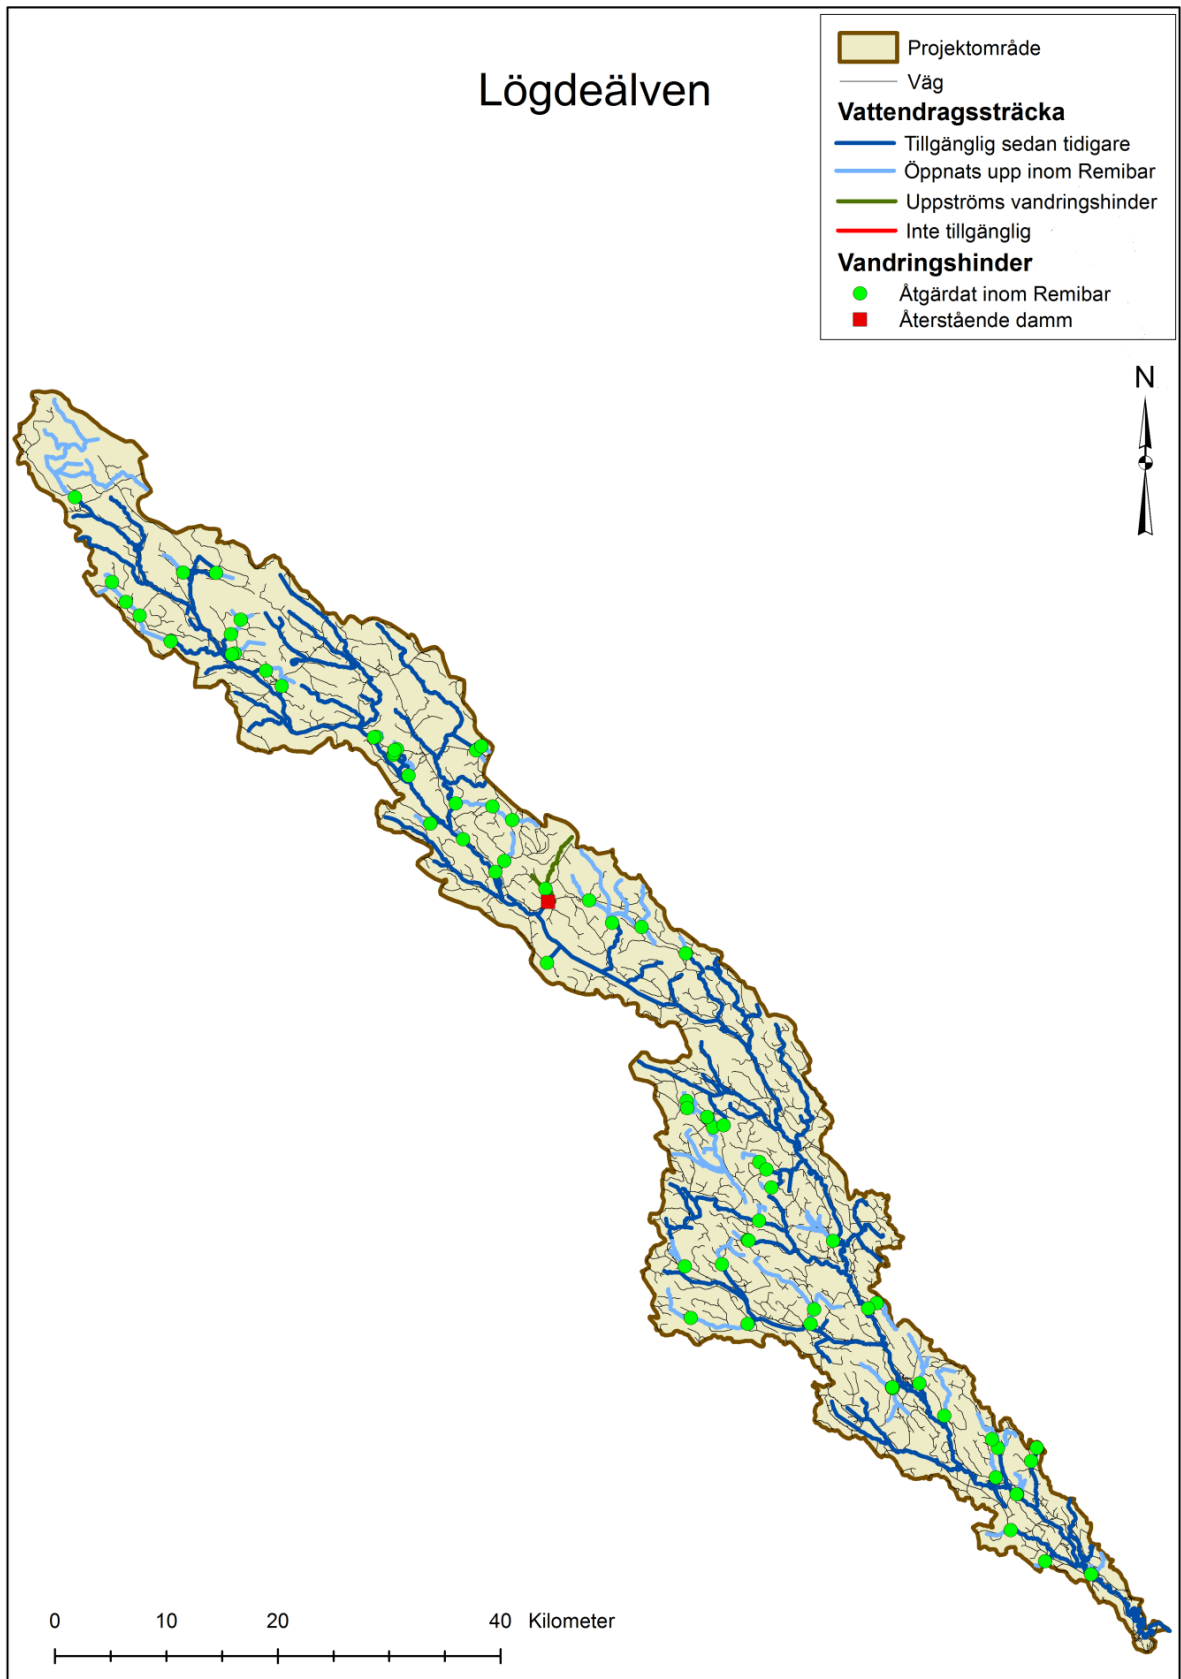 Lögdeälven
Projektområde
Väg
Vattendragssträcka
Tillgänglig sedan tidigare
Öppnats upp inom Remibar
Uppströms vandringshinder
Inte tillgänglig
Vandringshinder
Åtgärdat inom Remibar
Återstående damm
N
0 10 20 40 Kilometer